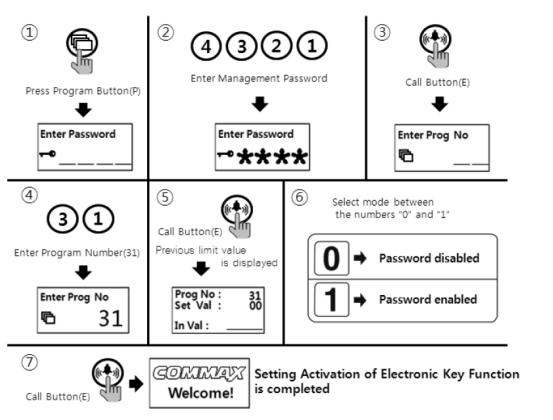 ①
Press Program Button(P)
Enter Password
_ _ _ _
②
4 3 2 1
Enter Management Password
Enter Password
****
③
Call Button(E)
Enter Prog No
_ _
④
3 1
Enter Program Number(31)
Enter Prog No
31
⑤
Call Button(E)
Previous limit value
is displayed
Prog No : 31
Set Val : 00
In Val : ____
⑥
Select mode between
the numbers "0" and "1"
0 → Password disabled
1 → Password enabled
⑦
Call Button(E)
COMMAX
Welcome!
Setting Activation of Electronic Key Function
is completed